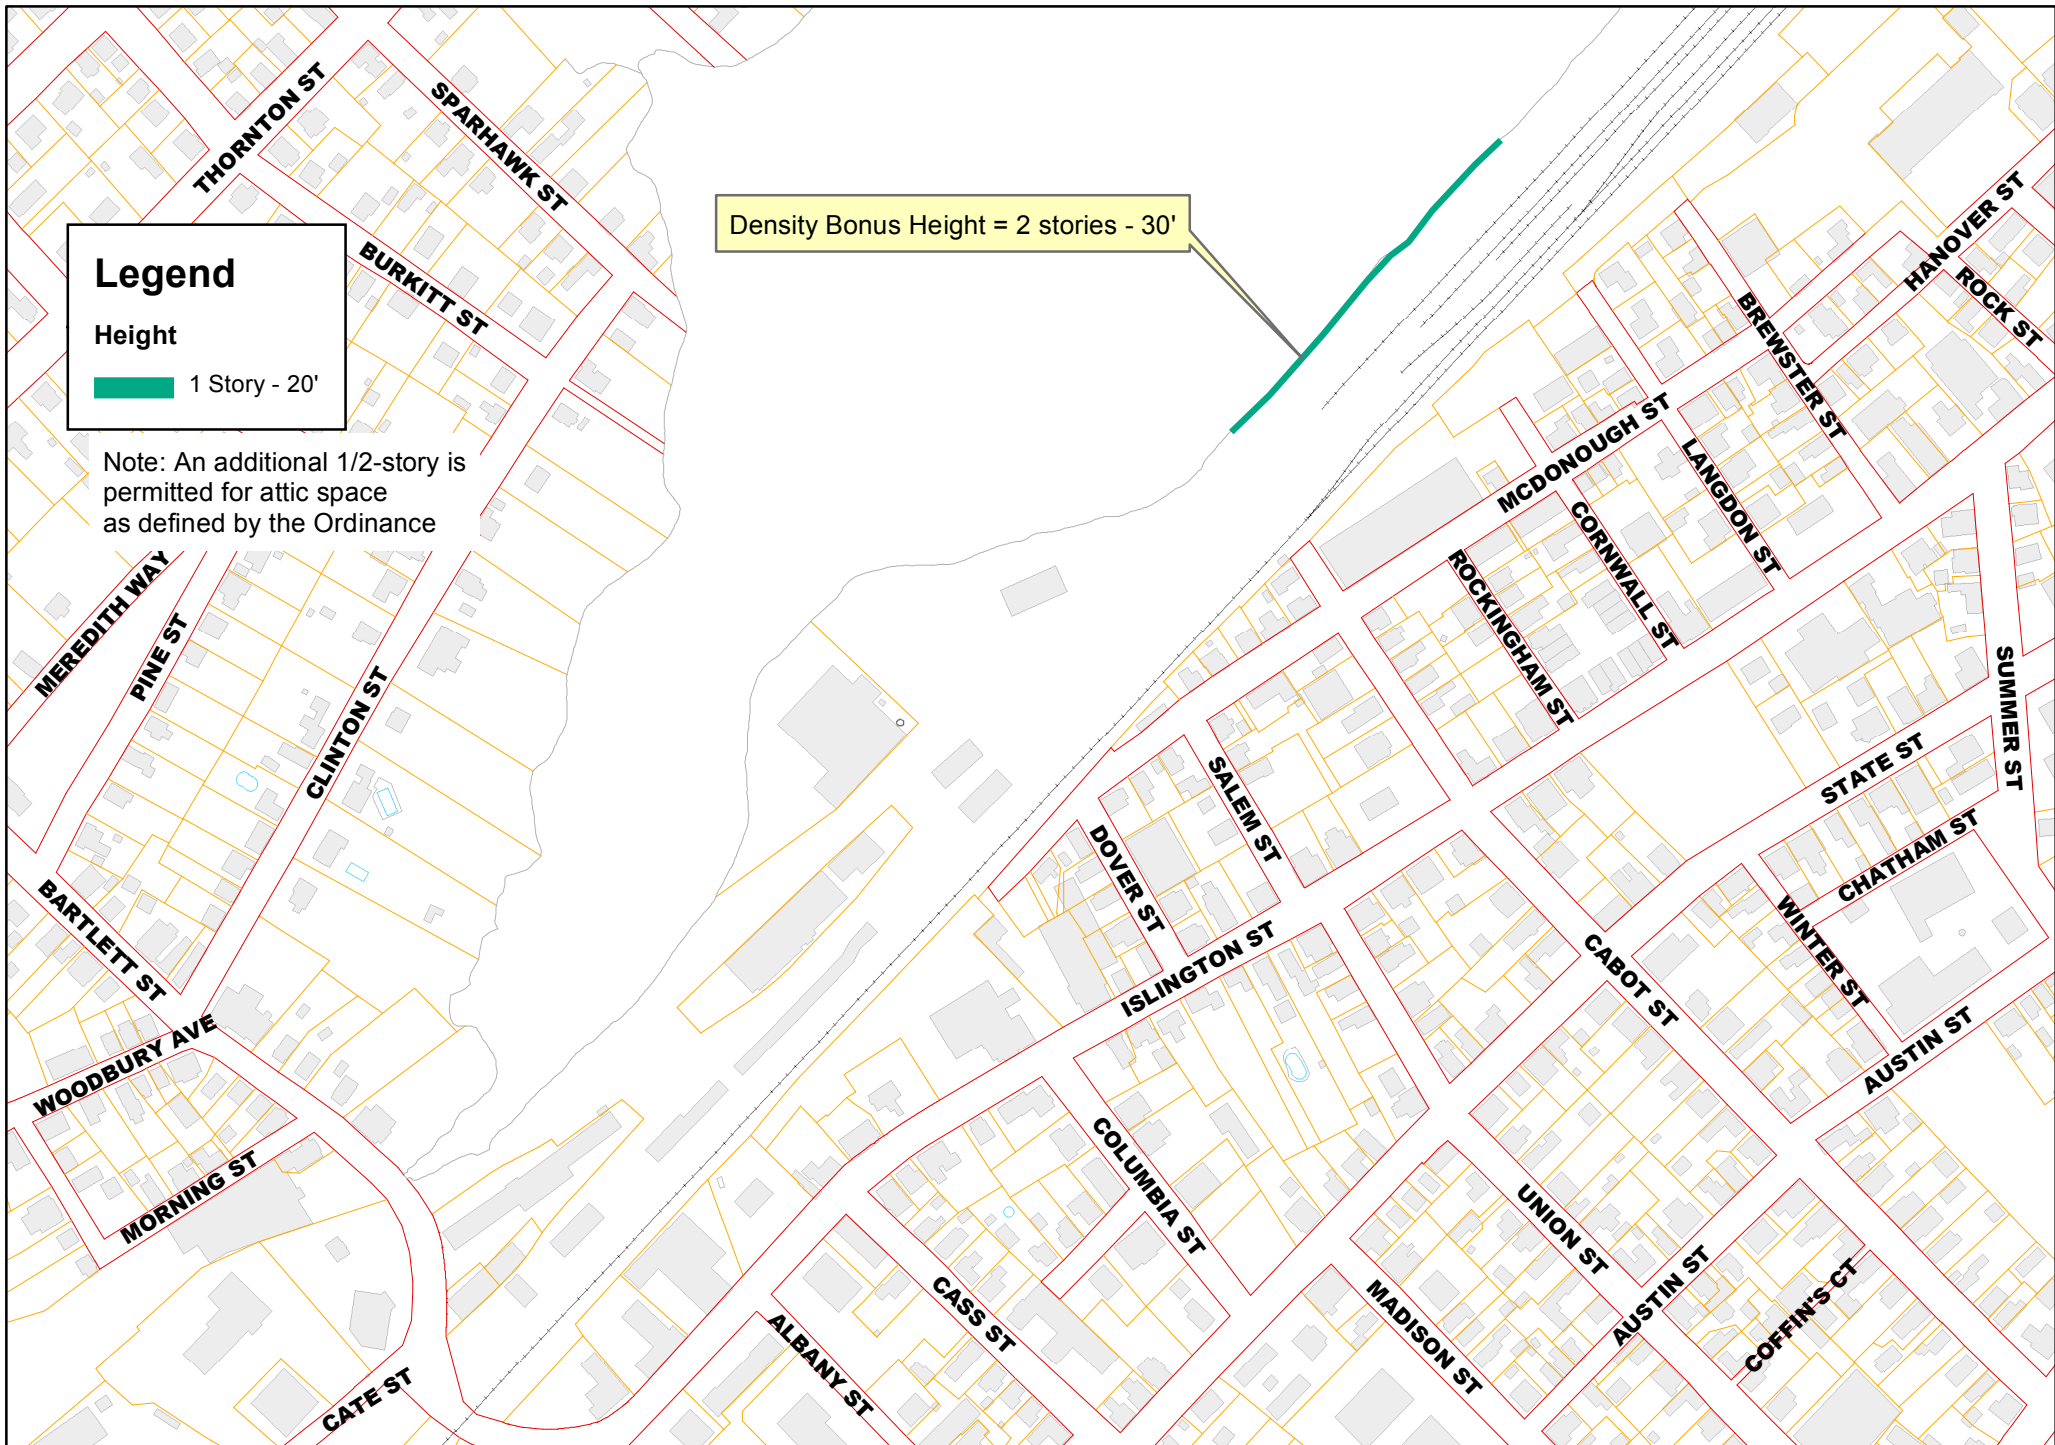 THORNTON ST
SPARHAWK ST
Density Bonus Height = 2 stories - 30'
Legend
Height
1 Story - 20'
Note: An additional 1/2-story is
permitted for attic space
as defined by the Ordinance
BURKITT ST
HANOVER ST
ROCK ST
BREWSTER ST
MCDONOUGH ST
LANGDON ST
CORNWALL ST
ROCKINGHAM ST
MEREDITH WAY
PINE ST
CLINTON ST
SUMMER ST
STATE ST
CHATHAM ST
SALEM ST
DOVER ST
WINTER ST
BARTLETT ST
ISLINGTON ST
CABOT ST
AUSTIN ST
WOODBURY AVE
MORNING ST
COLUMBIA ST
UNION ST
CASS ST
MADISON ST
AUSTIN ST
COFFIN'S CT
ALBANY ST
CATE ST